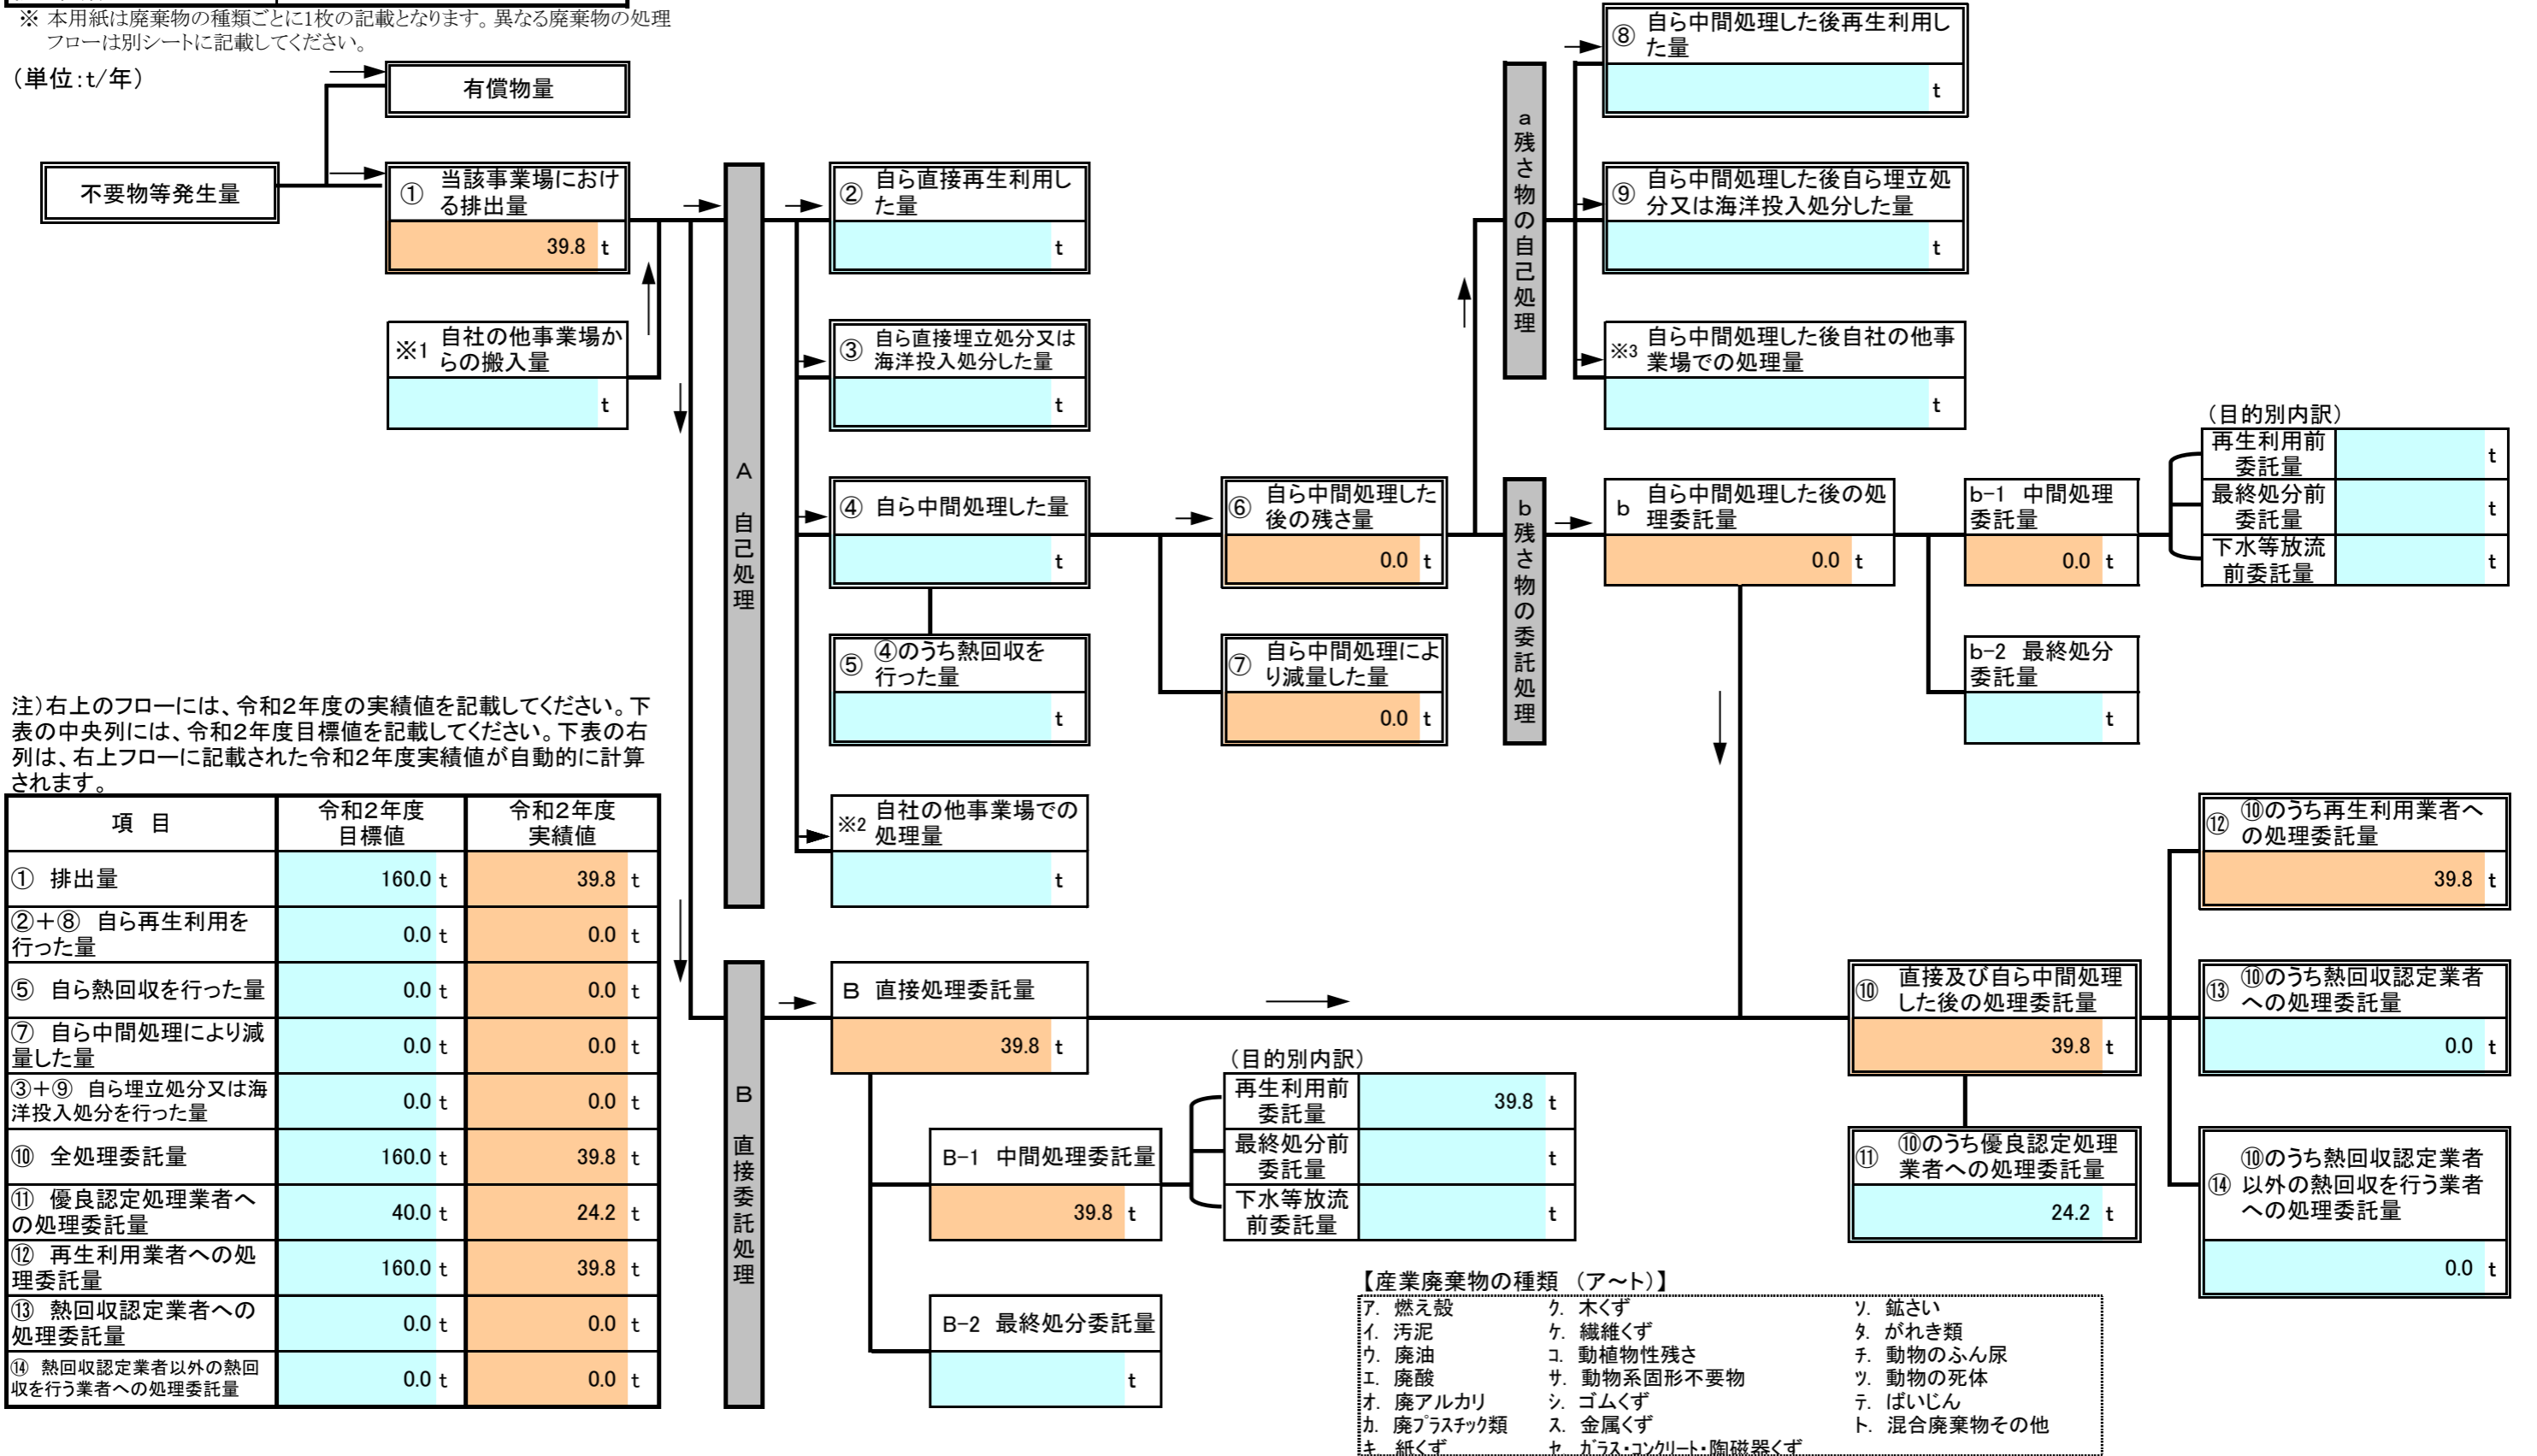 ※ 本用紙は廃棄物の種類ごとに1枚の記載となります。異なる廃棄物の処理
フローは別シートに記載してください。
（単位：t/年）
有償物量
不要物等発生量
① 当該事業場におけ
る排出量
39.8 t
※1 自社の他事業場か
らの搬入量
t
A 自己処理
② 自ら直接再生利用し
た量
t
③ 自ら直接埋立処分又は
海洋投入処分した量
t
④ 自ら中間処理した量
t
⑤ ④のうち熱回収を
行った量
t
※2 自社の他事業場での
処理量
t
⑥ 自ら中間処理した
後の残さ量
0.0 t
⑦ 自ら中間処理によ
り減量した量
0.0 t
a残さ物の自己処理
⑧ 自ら中間処理した後再生利用し
た量
t
⑨ 自ら中間処理した後自ら埋立処
分又は海洋投入処分した量
t
※3 自ら中間処理した後自社の他事
業場での処理量
t
b残さ物の委託処理
b 自ら中間処理した後の処
理委託量
0.0 t
b-1 中間処理
委託量
0.0 t
（目的別内訳）
再生利用前
委託量
t
最終処分前
委託量
t
下水等放流
前委託量
t
b-2 最終処分
委託量
t
注）右上のフローには、令和２年度の実績値を記載してください。下
表の中央列には、令和２年度目標値を記載してください。下表の右
列は、右上フローに記載された令和２年度実績値が自動的に計算
されます。
項 目
令和２年度
目標値
令和２年度
実績値
① 排出量 160.0 t 39.8 t
②＋⑧ 自ら再生利用を
行った量
0.0 t 0.0 t
⑤ 自ら熱回収を行った量 0.0 t 0.0 t
⑦ 自ら中間処理により減
量した量
0.0 t 0.0 t
③＋⑨ 自ら埋立処分又は海
洋投入処分を行った量
0.0 t 0.0 t
⑩ 全処理委託量 160.0 t 39.8 t
⑪ 優良認定処理業者へ
の処理委託量
40.0 t 24.2 t
⑫ 再生利用業者への処
理委託量
160.0 t 39.8 t
⑬ 熱回収認定業者への
処理委託量
0.0 t 0.0 t
⑭ 熱回収認定業者以外の熱回
収を行う業者への処理委託量
0.0 t 0.0 t
B 直接委託処理
B 直接処理委託量
39.8 t
B-1 中間処理委託量
39.8 t
（目的別内訳）
再生利用前
委託量
39.8 t
最終処分前
委託量
t
下水等放流
前委託量
t
B-2 最終処分委託量
t
⑩ 直接及び自ら中間処理
した後の処理委託量
39.8 t
⑪ ⑩のうち優良認定処理
業者への処理委託量
24.2 t
⑫ ⑩のうち再生利用業者へ
の処理委託量
39.8 t
⑬ ⑩のうち熱回収認定業者
への処理委託量
0.0 t
⑭ ⑩のうち熱回収認定業者
以外の熱回収を行う業者
への処理委託量
0.0 t
【産業廃棄物の種類 （ア～ト）】
ア. 燃え殻 ク. 木くず ソ. 鉱さい
イ. 汚泥 ケ. 繊維くず タ. がれき類
ウ. 廃油 コ. 動植物性残さ チ. 動物のふん尿
エ. 廃酸 サ. 動物系固形不要物 ツ. 動物の死体
オ. 廃アルカリ シ. ゴムくず テ. ばいじん
カ. 廃プラスチック類 ス. 金属くず ト. 混合廃棄物その他
キ. 紙くず セ. ガラス・コンクリート・陶磁器くず